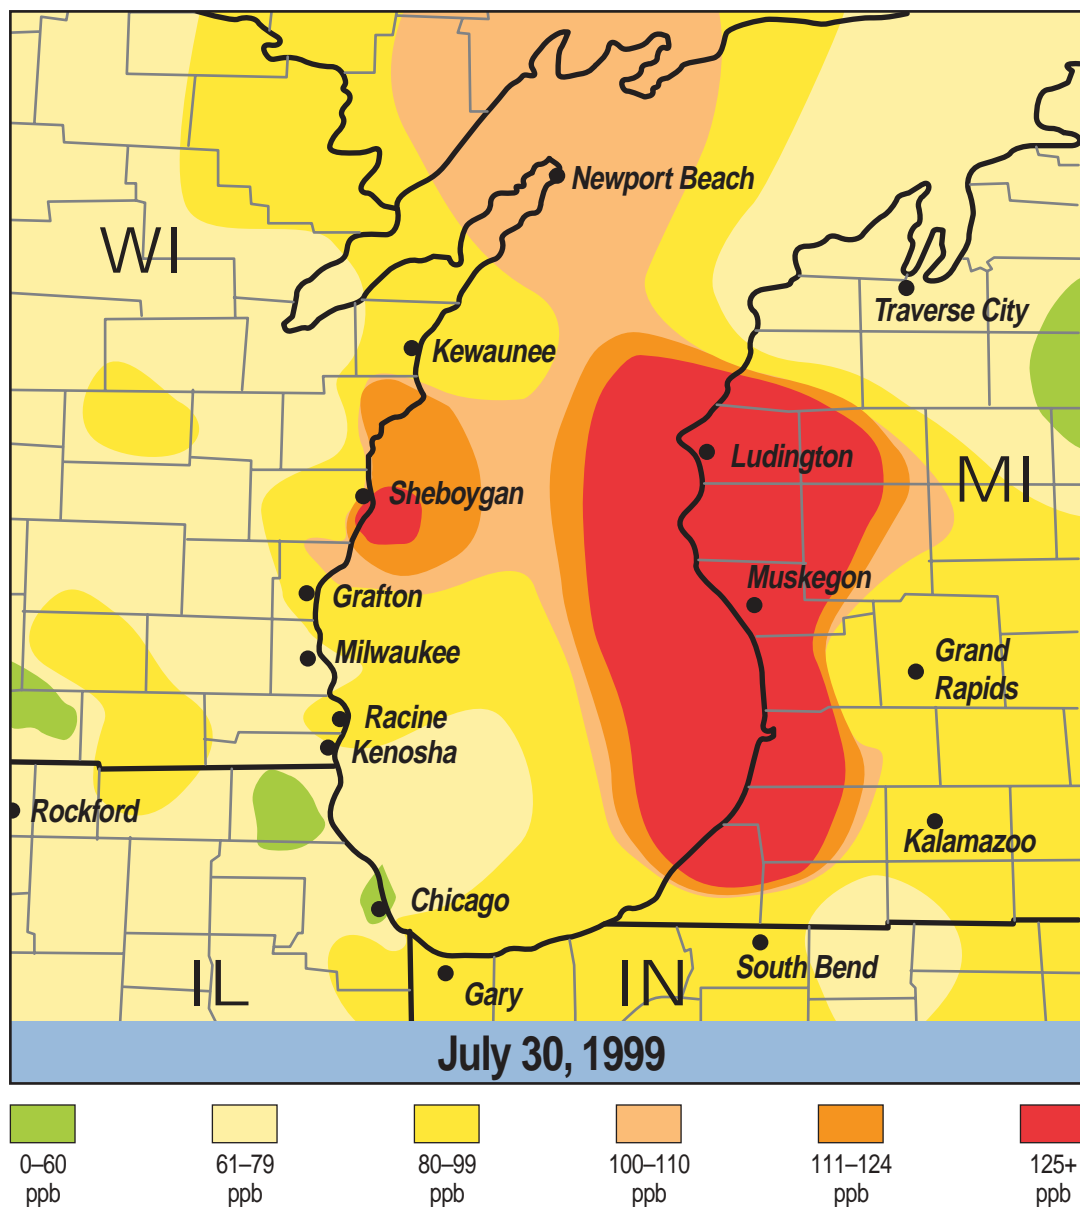 Newport Beach
WI
Traverse City
Kewaunee
Ludington
MI
Sheboygan
Muskegon
Grafton
Milwaukee
Grand
Rapids
Racine
Kenosha
Rockford
Kalamazoo
Chicago
South Bend
IL
Gary
IN
July 30, 1999
0–60
ppb
61–79
ppb
80–99
ppb
100–110
ppb
111–124
ppb
125+
ppb